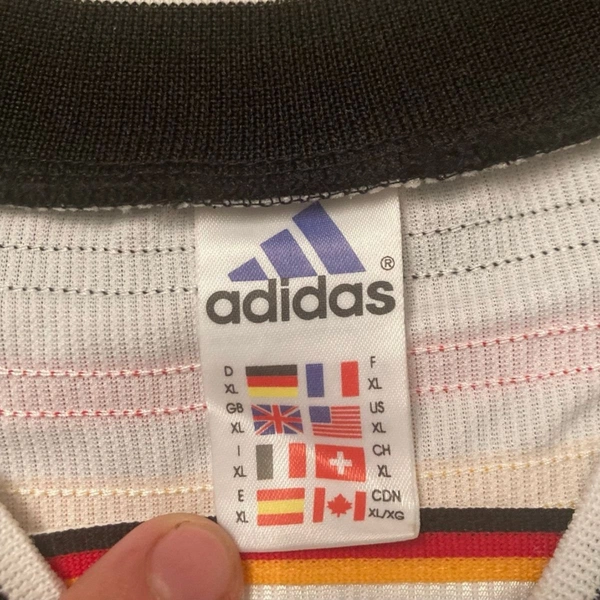 ®
adidas
D F
XL XL
GB US
XL XL
I CH
XL XL
E CDN
XL XL/XG